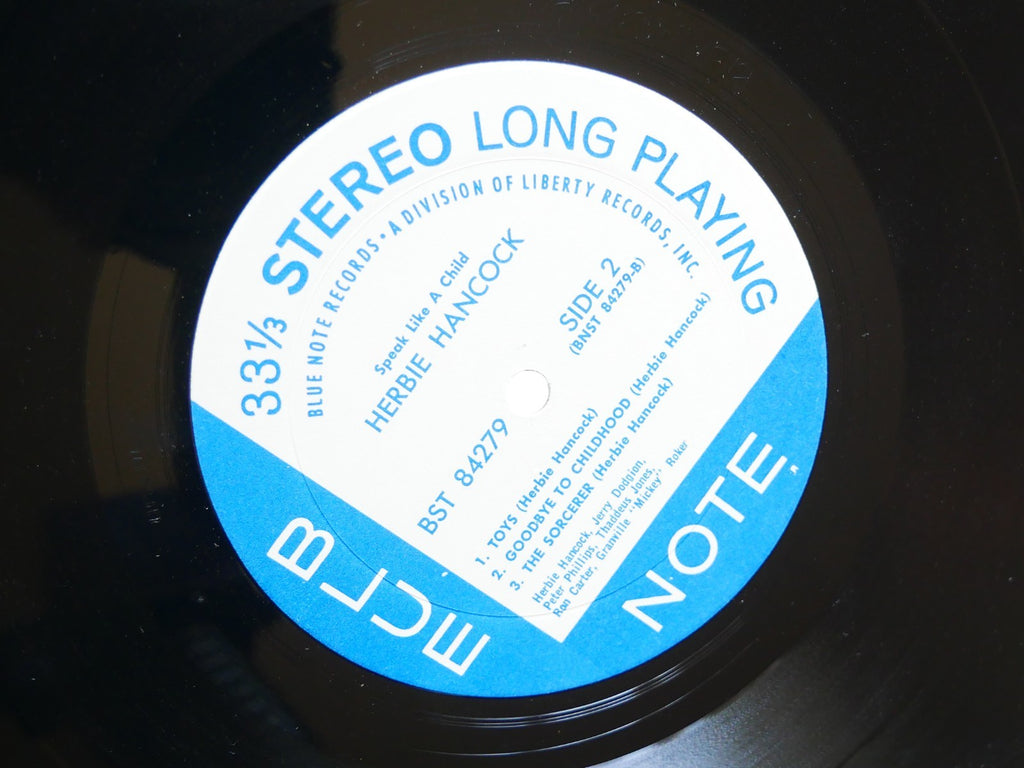 33⅓ STEREO LONG PLAYING
BLUE NOTE RECORDS • A DIVISION OF LIBERTY RECORDS, INC.
Speak Like A Child
HERBIE HANCOCK
BST 84279
SIDE 2
(BNST 84279-B)
1. TOYS (Herbie Hancock)
2. GOODBYE TO CHILDHOOD (Herbie Hancock)
3. THE SORCERER (Herbie Hancock)
Herbie Hancock, Jerry Dodgion,
Peter Phillips, Thaddeus Jones,
Ron Carter, Granville "Mickey" Roker
BLUE
NOTE